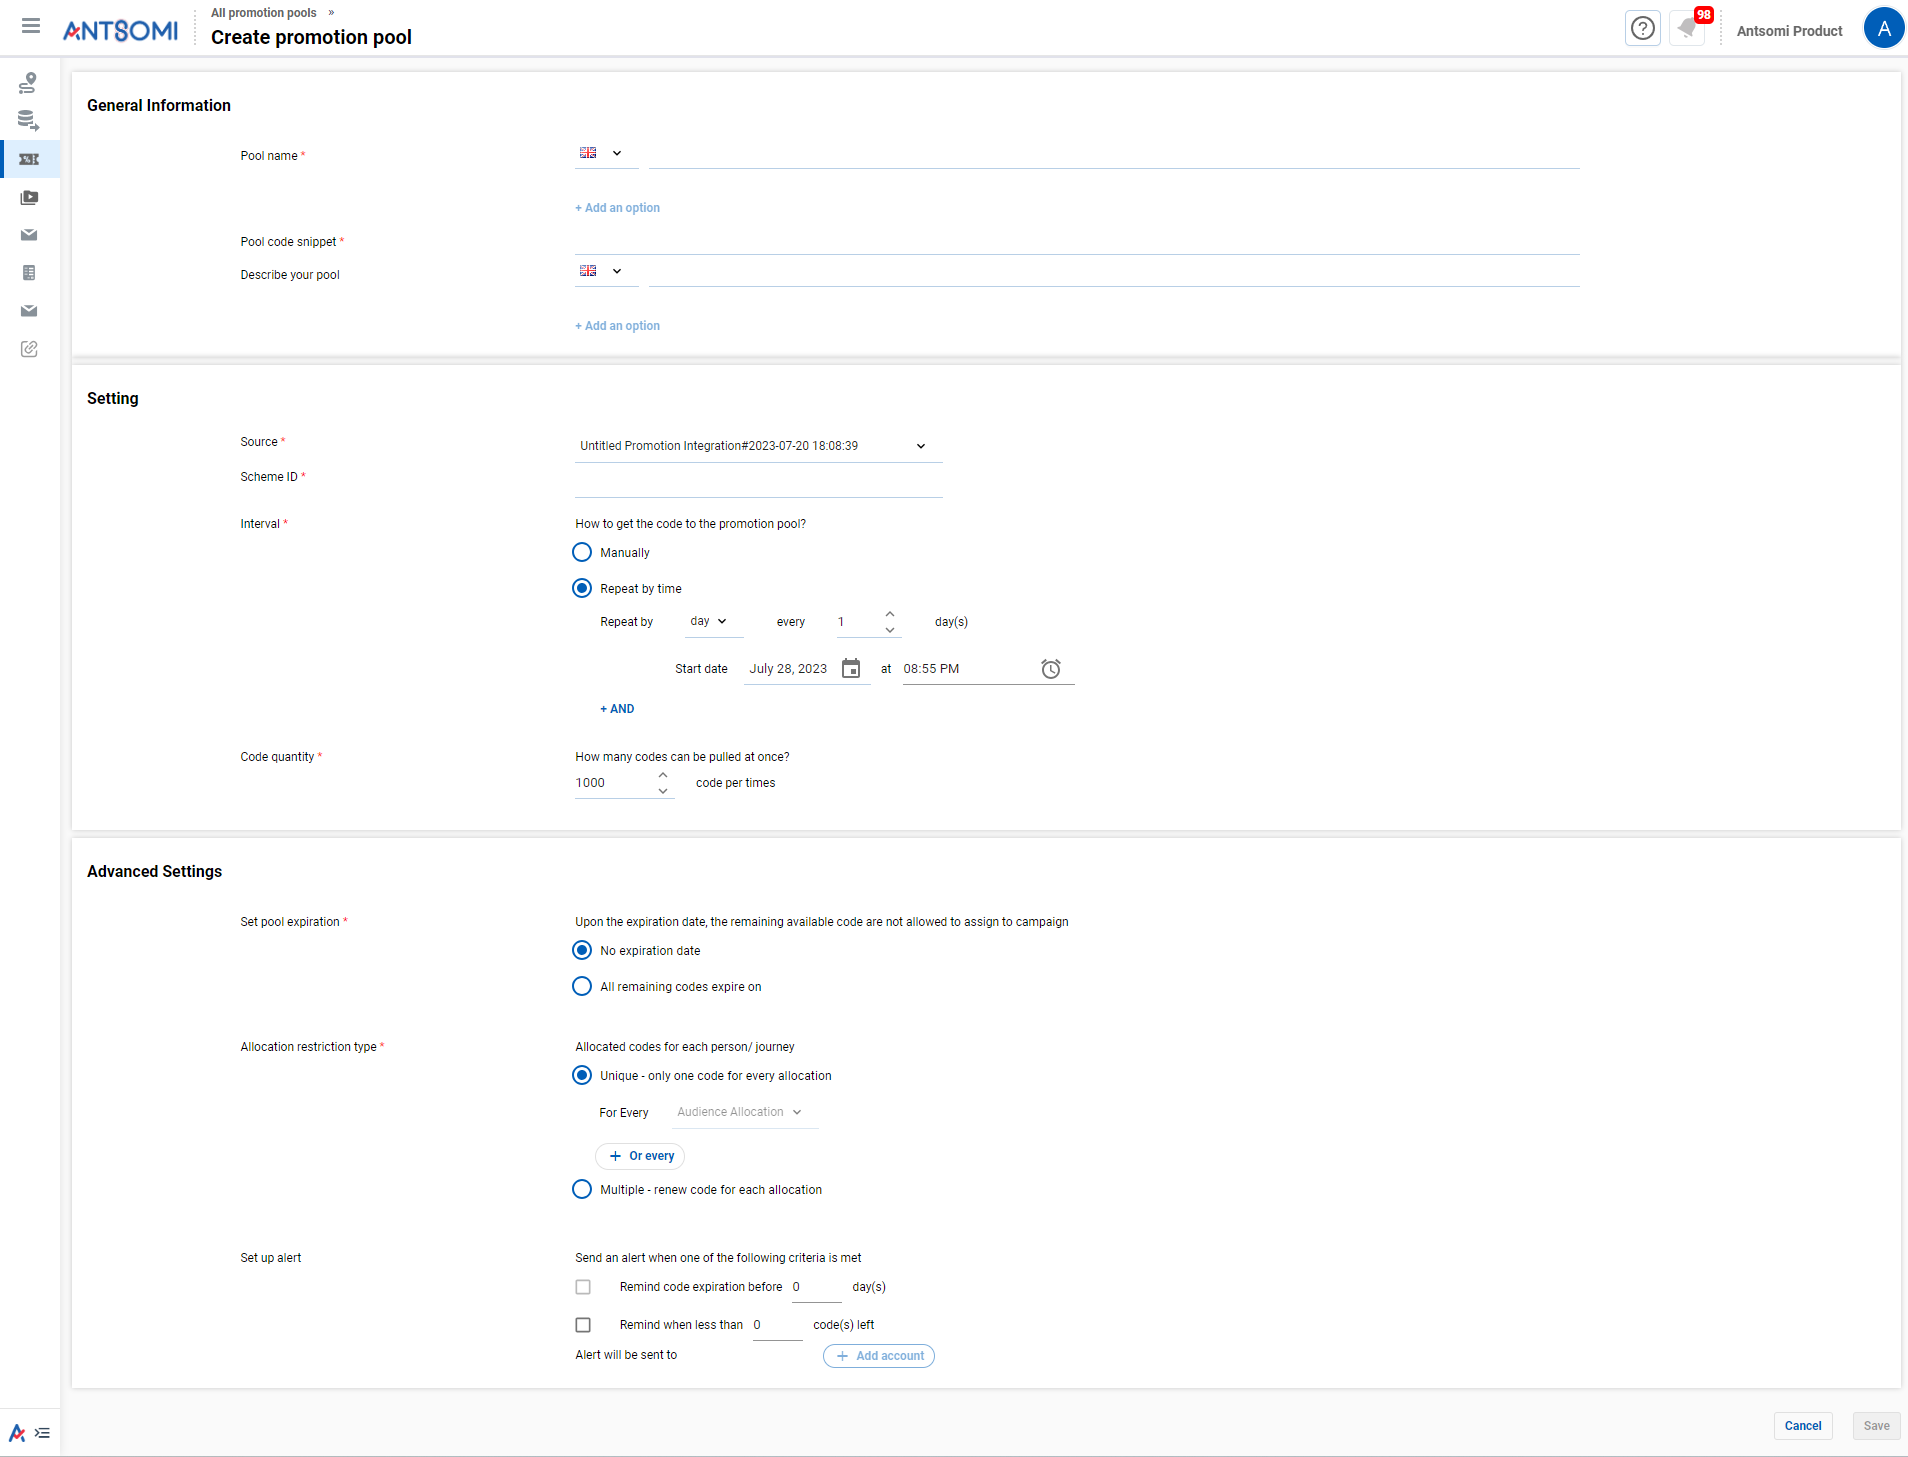 All promotion pools »
ANTSOMI
Create promotion pool
98
Antsomi Product
A
General Information
Pool name *
+ Add an option
Pool code snippet *
Describe your pool
+ Add an option
Setting
Source *
Untitled Promotion Integration#2023-07-20 18:08:39
Scheme ID *
Interval *
How to get the code to the promotion pool?
Manually
Repeat by time
Repeat by day every 1 day(s)
Start date July 28, 2023 at 08:55 PM
+ AND
Code quantity *
How many codes can be pulled at once?
1000 code per times
Advanced Settings
Set pool expiration *
Upon the expiration date, the remaining available code are not allowed to assign to campaign
No expiration date
All remaining codes expire on
Allocation restriction type *
Allocated codes for each person/ journey
Unique - only one code for every allocation
For Every Audience Allocation
+ Or every
Multiple - renew code for each allocation
Set up alert
Send an alert when one of the following criteria is met
Remind code expiration before 0 day(s)
Remind when less than 0 code(s) left
Alert will be sent to
+ Add account
Cancel
Save